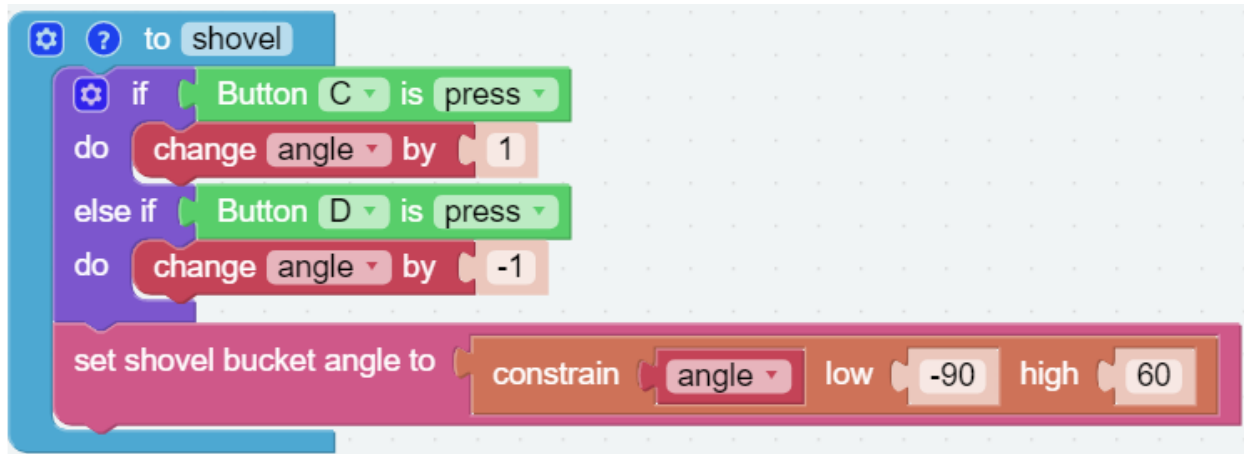 ? to shovel
if Button C is press
do change angle by 1
else if Button D is press
do change angle by -1
set shovel bucket angle to constrain angle low -90 high 60